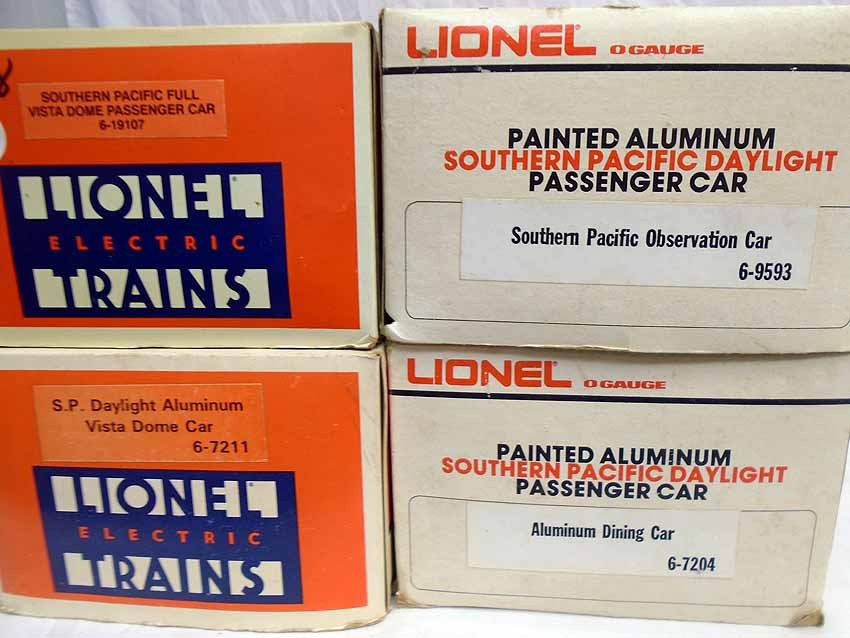 SOUTHERN PACIFIC FULL
VISTA DOME PASSENGER CAR
6-19107
LIONEL
ELECTRIC
TRAINS
LIONEL O GAUGE
PAINTED ALUMINUM
SOUTHERN PACIFIC DAYLIGHT
PASSENGER CAR
Southern Pacific Observation Car
6-9593
S.P. Daylight Aluminum
Vista Dome Car
6-7211
LIONEL
ELECTRIC
TRAINS
LIONEL O GAUGE
PAINTED ALUMINUM
SOUTHERN PACIFIC DAYLIGHT
PASSENGER CAR
Aluminum Dining Car
6-7204